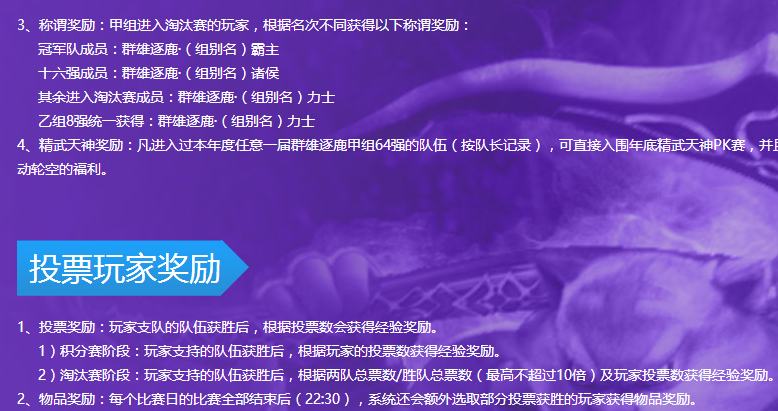 3、称谓奖励：甲组进入淘汰赛的玩家，根据名次不同获得以下称谓奖励：
冠军队成员：群雄逐鹿·（组别名）霸主
十六强成员：群雄逐鹿·（组别名）诸侯
其余进入淘汰赛成员：群雄逐鹿·（组别名）力士
乙组8强统一获得：群雄逐鹿·（组别名）力士
4、精武天神奖励：凡进入过本年度任意一届群雄逐鹿甲组64强的队伍（按队长记录），可直接入围年底精武天神PK赛，并且
动轮空的福利。
投票玩家奖励
1、投票奖励：玩家支队的队伍获胜后，根据投票数会获得经验奖励。
1）积分赛阶段：玩家支持的队伍获胜后，根据玩家的投票数获得经验奖励。
2）淘汰赛阶段：玩家支持的队伍获胜后，根据两队总票数/胜队总票数（最高不超过10倍）及玩家投票数获得经验奖励。
2、物品奖励：每个比赛日的比赛全部结束后（22:30），系统还会额外选取部分投票获胜的玩家获得物品奖励。